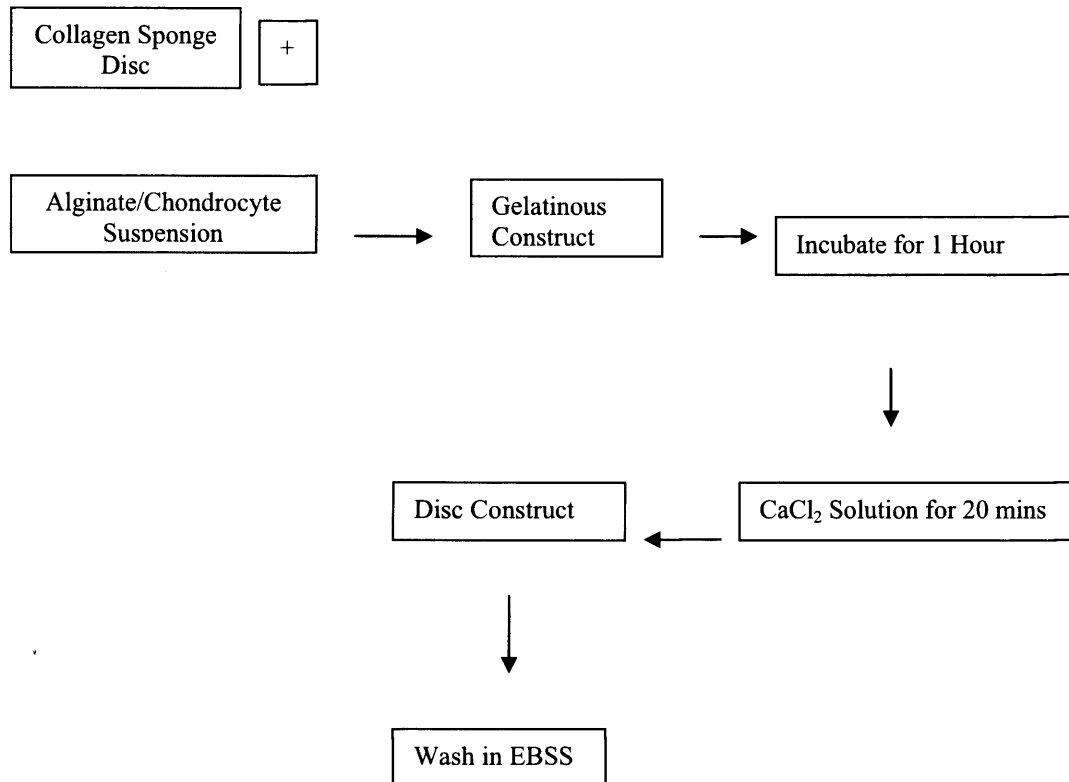 Collagen Sponge
Disc
+
Alginate/Chondrocyte
Suspension
Gelatinous
Construct
Incubate for 1 Hour
CaCl₂ Solution for 20 mins
Disc Construct
Wash in EBSS